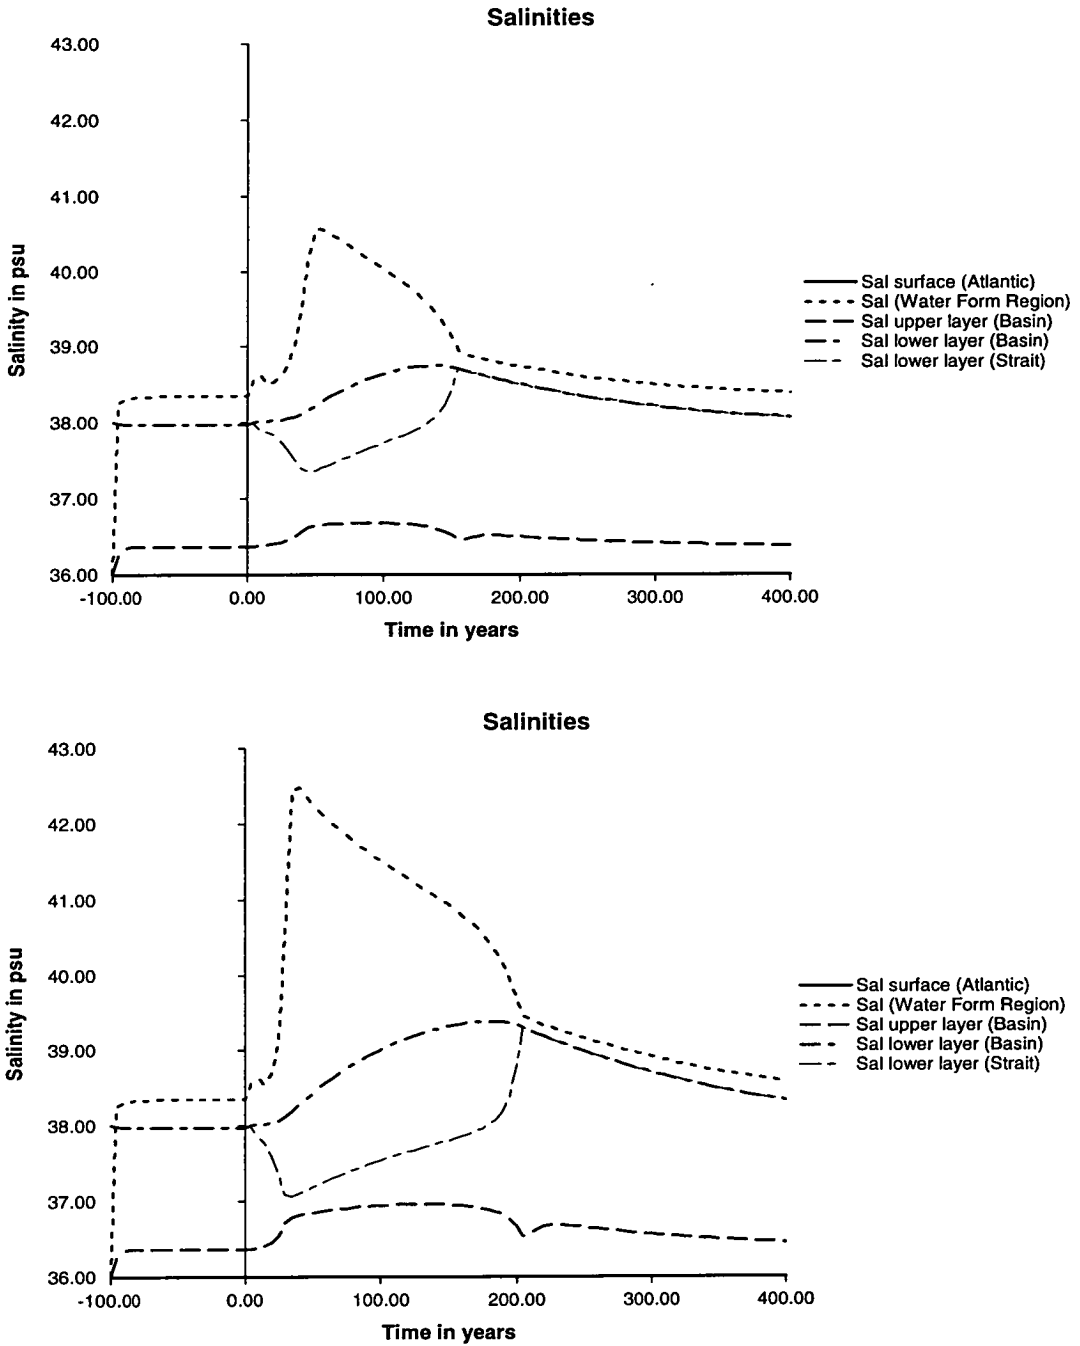 Salinities
43.00
42.00
41.00
40.00
39.00
38.00
37.00
36.00
Salinity in psu
-100.00 0.00 100.00 200.00 300.00 400.00
Time in years
Sal surface (Atlantic)
Sal (Water Form Region)
Sal upper layer (Basin)
Sal lower layer (Basin)
Sal lower layer (Strait)
Salinities
43.00
42.00
41.00
40.00
39.00
38.00
37.00
36.00
Salinity in psu
-100.00 0.00 100.00 200.00 300.00 400.00
Time in years
Sal surface (Atlantic)
Sal (Water Form Region)
Sal upper layer (Basin)
Sal lower layer (Basin)
Sal lower layer (Strait)